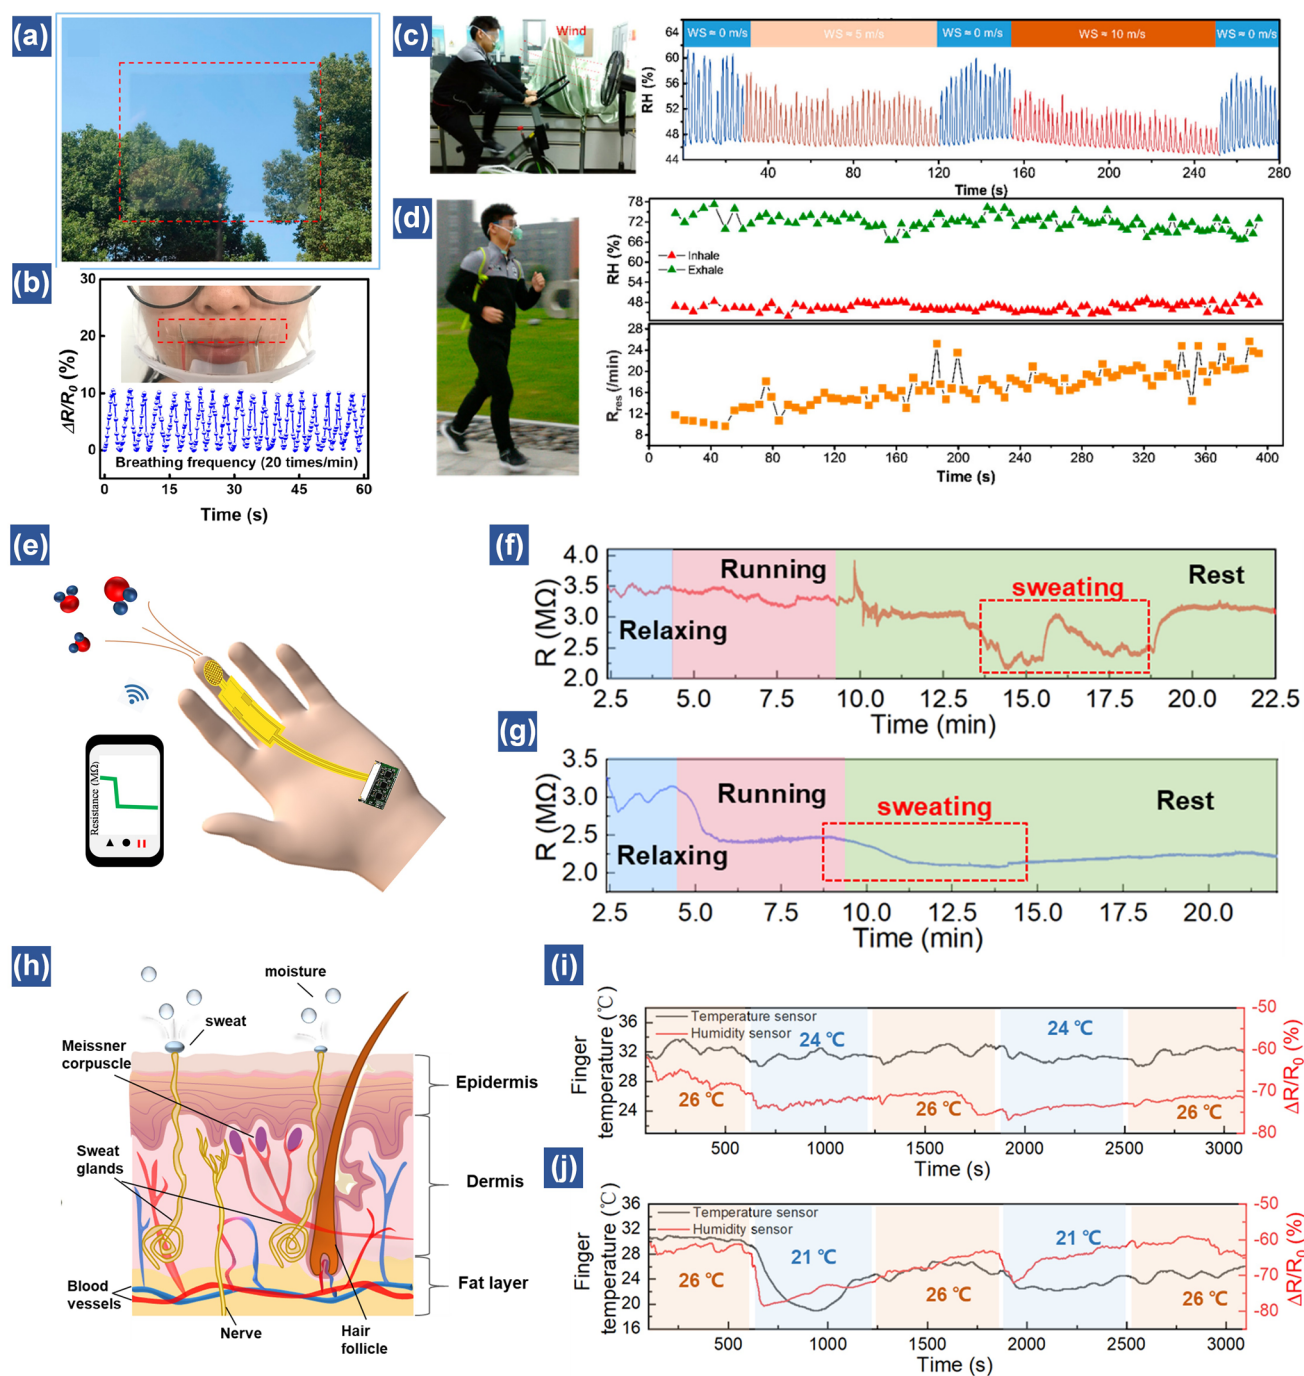 (a)
(b)
30
20
10
0
ΔR/R0 (%)
Breathing frequency (20 times/min)
0 15 30 45 60
Time (s)
(c)
Wind
WS ≈ 0 m/s WS ≈ 5 m/s WS ≈ 0 m/s WS ≈ 10 m/s WS ≈ 0 m/s
64
60
56
52
48
44
RH (%)
40 80 120 160 200 240 280
Time (s)
(d)
78
72
66
60
54
48
RH (%)
Inhale
Exhale
28
24
20
16
12
8
Rres (/min)
0 40 80 120 160 200 240 280 320 360 400
Time (s)
(e)
Resistance (MΩ)
(f)
4.0
3.5
3.0
2.5
2.0
R (MΩ)
Relaxing
Running
sweating
Rest
2.5 5.0 7.5 10.0 12.5 15.0 17.5 20.0 22.5
Time (min)
(g)
3.5
3.0
2.5
2.0
R (MΩ)
Relaxing
Running
sweating
Rest
2.5 5.0 7.5 10.0 12.5 15.0 17.5 20.0
Time (min)
(h)
moisture
sweat
Meissner
corpuscle
Sweat
glands
Blood
vessels
Nerve
Hair
follicle
Epidermis
Dermis
Fat layer
(i)
36
32
28
24
Finger
temperature (℃)
Temperature sensor
Humidity sensor
26 ℃
24 ℃
26 ℃
24 ℃
26 ℃
-50
-60
-70
-80
ΔR/R0 (%)
500 1000 1500 2000 2500 3000
Time (s)
(j)
36
32
28
24
20
16
Finger
temperature (℃)
Temperature sensor
Humidity sensor
26 ℃
21 ℃
26 ℃
21 ℃
26 ℃
-50
-60
-70
-80
ΔR/R0 (%)
500 1000 1500 2000 2500 3000
Time (s)